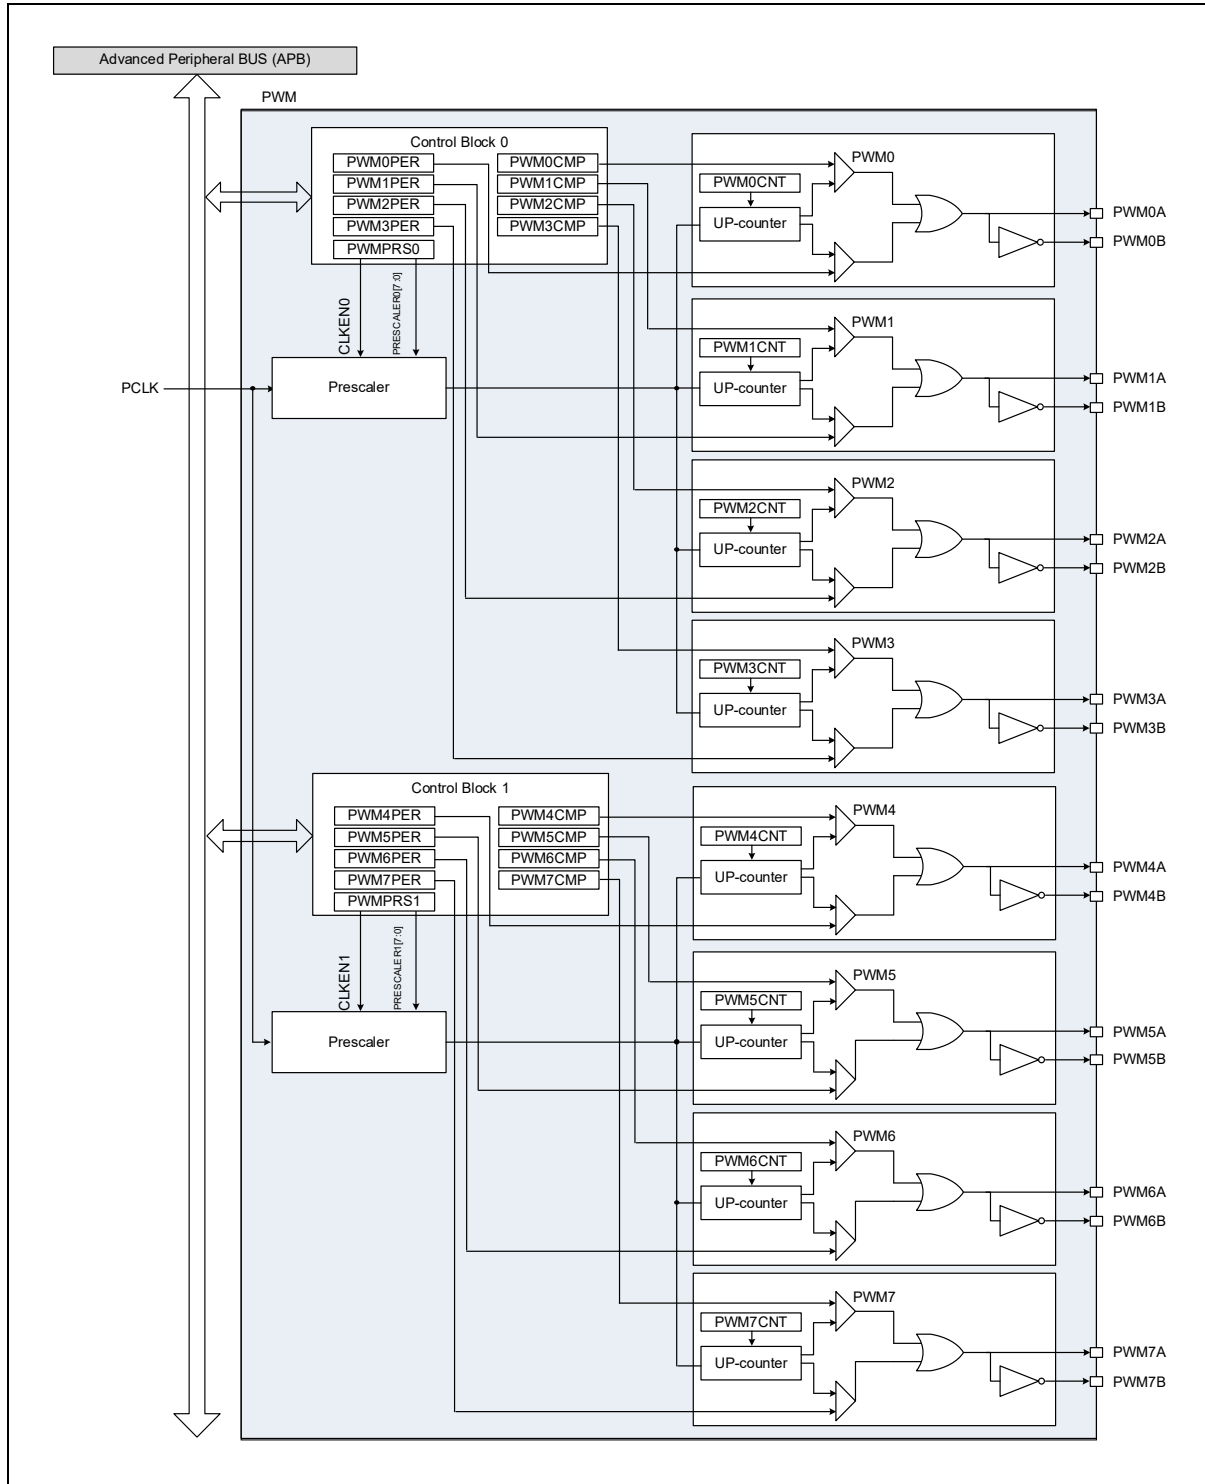 Advanced Peripheral BUS (APB)
PWM
Control Block 0
PWM0PER
PWM1PER
PWM2PER
PWM3PER
PWMPRS0
PWM0CMP
PWM1CMP
PWM2CMP
PWM3CMP
CLKEN0
PRESCALER0[7:0]
PCLK
Prescaler
PWM0
PWM0CNT
UP-counter
PWM0A
PWM0B
PWM1
PWM1CNT
UP-counter
PWM1A
PWM1B
PWM2
PWM2CNT
UP-counter
PWM2A
PWM2B
PWM3
PWM3CNT
UP-counter
PWM3A
PWM3B
Control Block 1
PWM4PER
PWM5PER
PWM6PER
PWM7PER
PWMPRS1
PWM4CMP
PWM5CMP
PWM6CMP
PWM7CMP
CLKEN1
PRESCALER1[7:0]
Prescaler
PWM4
PWM4CNT
UP-counter
PWM4A
PWM4B
PWM5
PWM5CNT
UP-counter
PWM5A
PWM5B
PWM6
PWM6CNT
UP-counter
PWM6A
PWM6B
PWM7
PWM7CNT
UP-counter
PWM7A
PWM7B